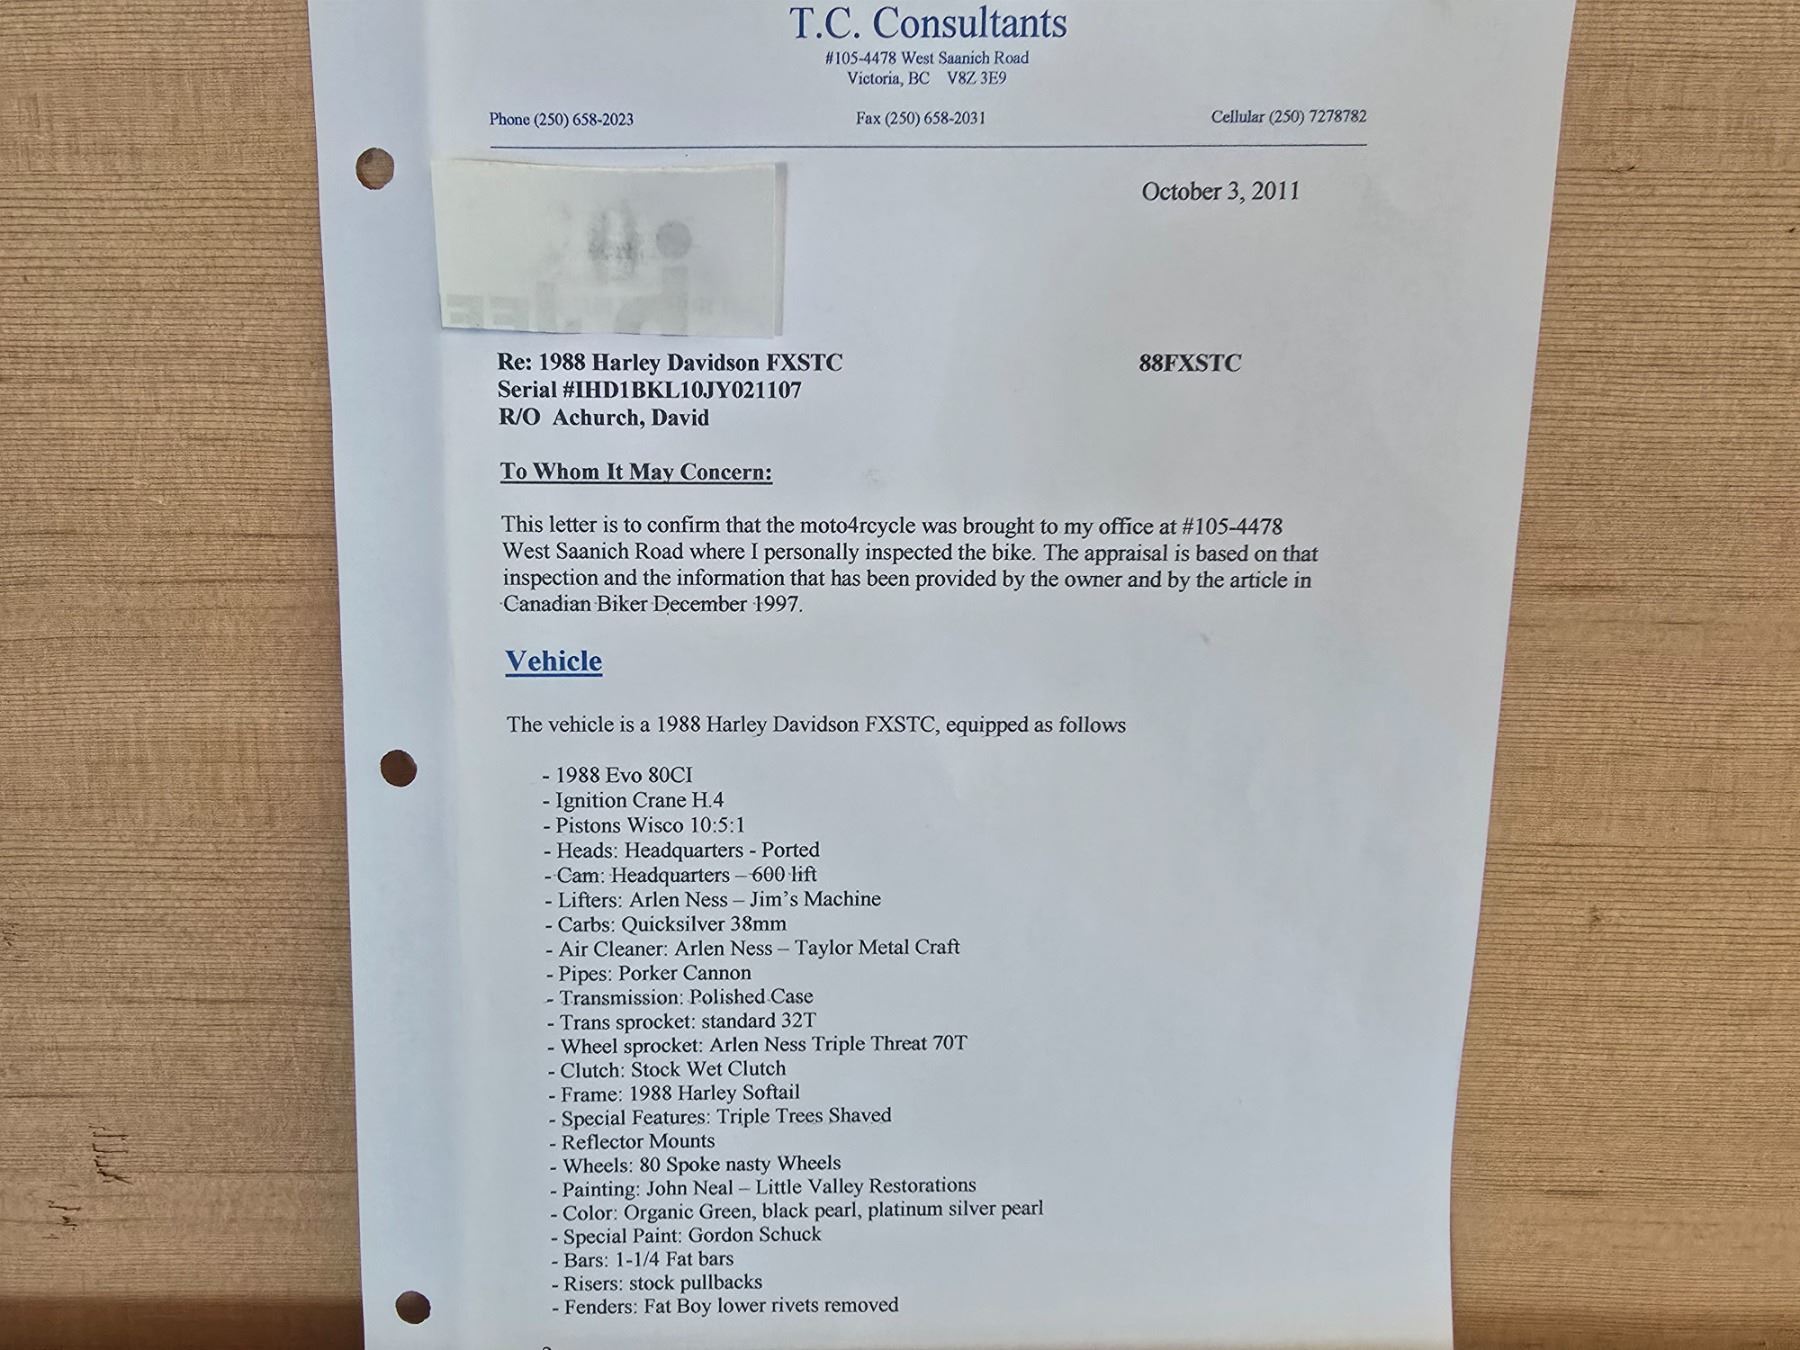 T.C. Consultants
#105-4478 West Saanich Road
Victoria, BC V8Z 3E9
Phone (250) 658-2023 Fax (250) 658-2031 Cellular (250) 7278782
October 3, 2011
Re: 1988 Harley Davidson FXSTC 88FXSTC
Serial #IHD1BKL10JY021107
R/O Achurch, David
To Whom It May Concern:
This letter is to confirm that the moto4rcycle was brought to my office at #105-4478
West Saanich Road where I personally inspected the bike. The appraisal is based on that
inspection and the information that has been provided by the owner and by the article in
Canadian Biker December 1997.
Vehicle
The vehicle is a 1988 Harley Davidson FXSTC, equipped as follows
- 1988 Evo 80CI
- Ignition Crane H.4
- Pistons Wisco 10:5:1
- Heads: Headquarters - Ported
- Cam: Headquarters – 600 lift
- Lifters: Arlen Ness – Jim's Machine
- Carbs: Quicksilver 38mm
- Air Cleaner: Arlen Ness – Taylor Metal Craft
- Pipes: Porker Cannon
- Transmission: Polished Case
- Trans sprocket: standard 32T
- Wheel sprocket: Arlen Ness Triple Threat 70T
- Clutch: Stock Wet Clutch
- Frame: 1988 Harley Softail
- Special Features: Triple Trees Shaved
- Reflector Mounts
- Wheels: 80 Spoke nasty Wheels
- Painting: John Neal – Little Valley Restorations
- Color: Organic Green, black pearl, platinum silver pearl
- Special Paint: Gordon Schuck
- Bars: 1-1/4 Fat bars
- Risers: stock pullbacks
- Fenders: Fat Boy lower rivets removed